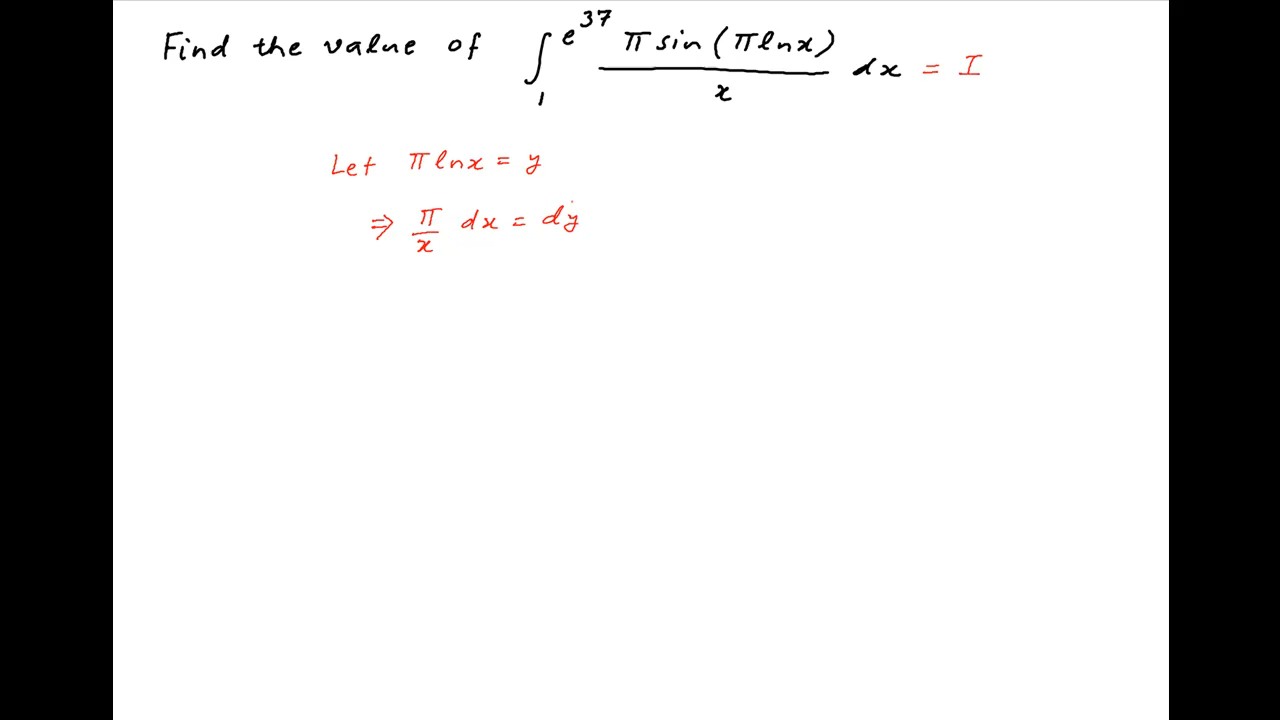 Find the value of ∫₁^{e^{37}} π sin(π ln x) / x dx = I
Let π ln x = y
⇒ π/x dx = dy